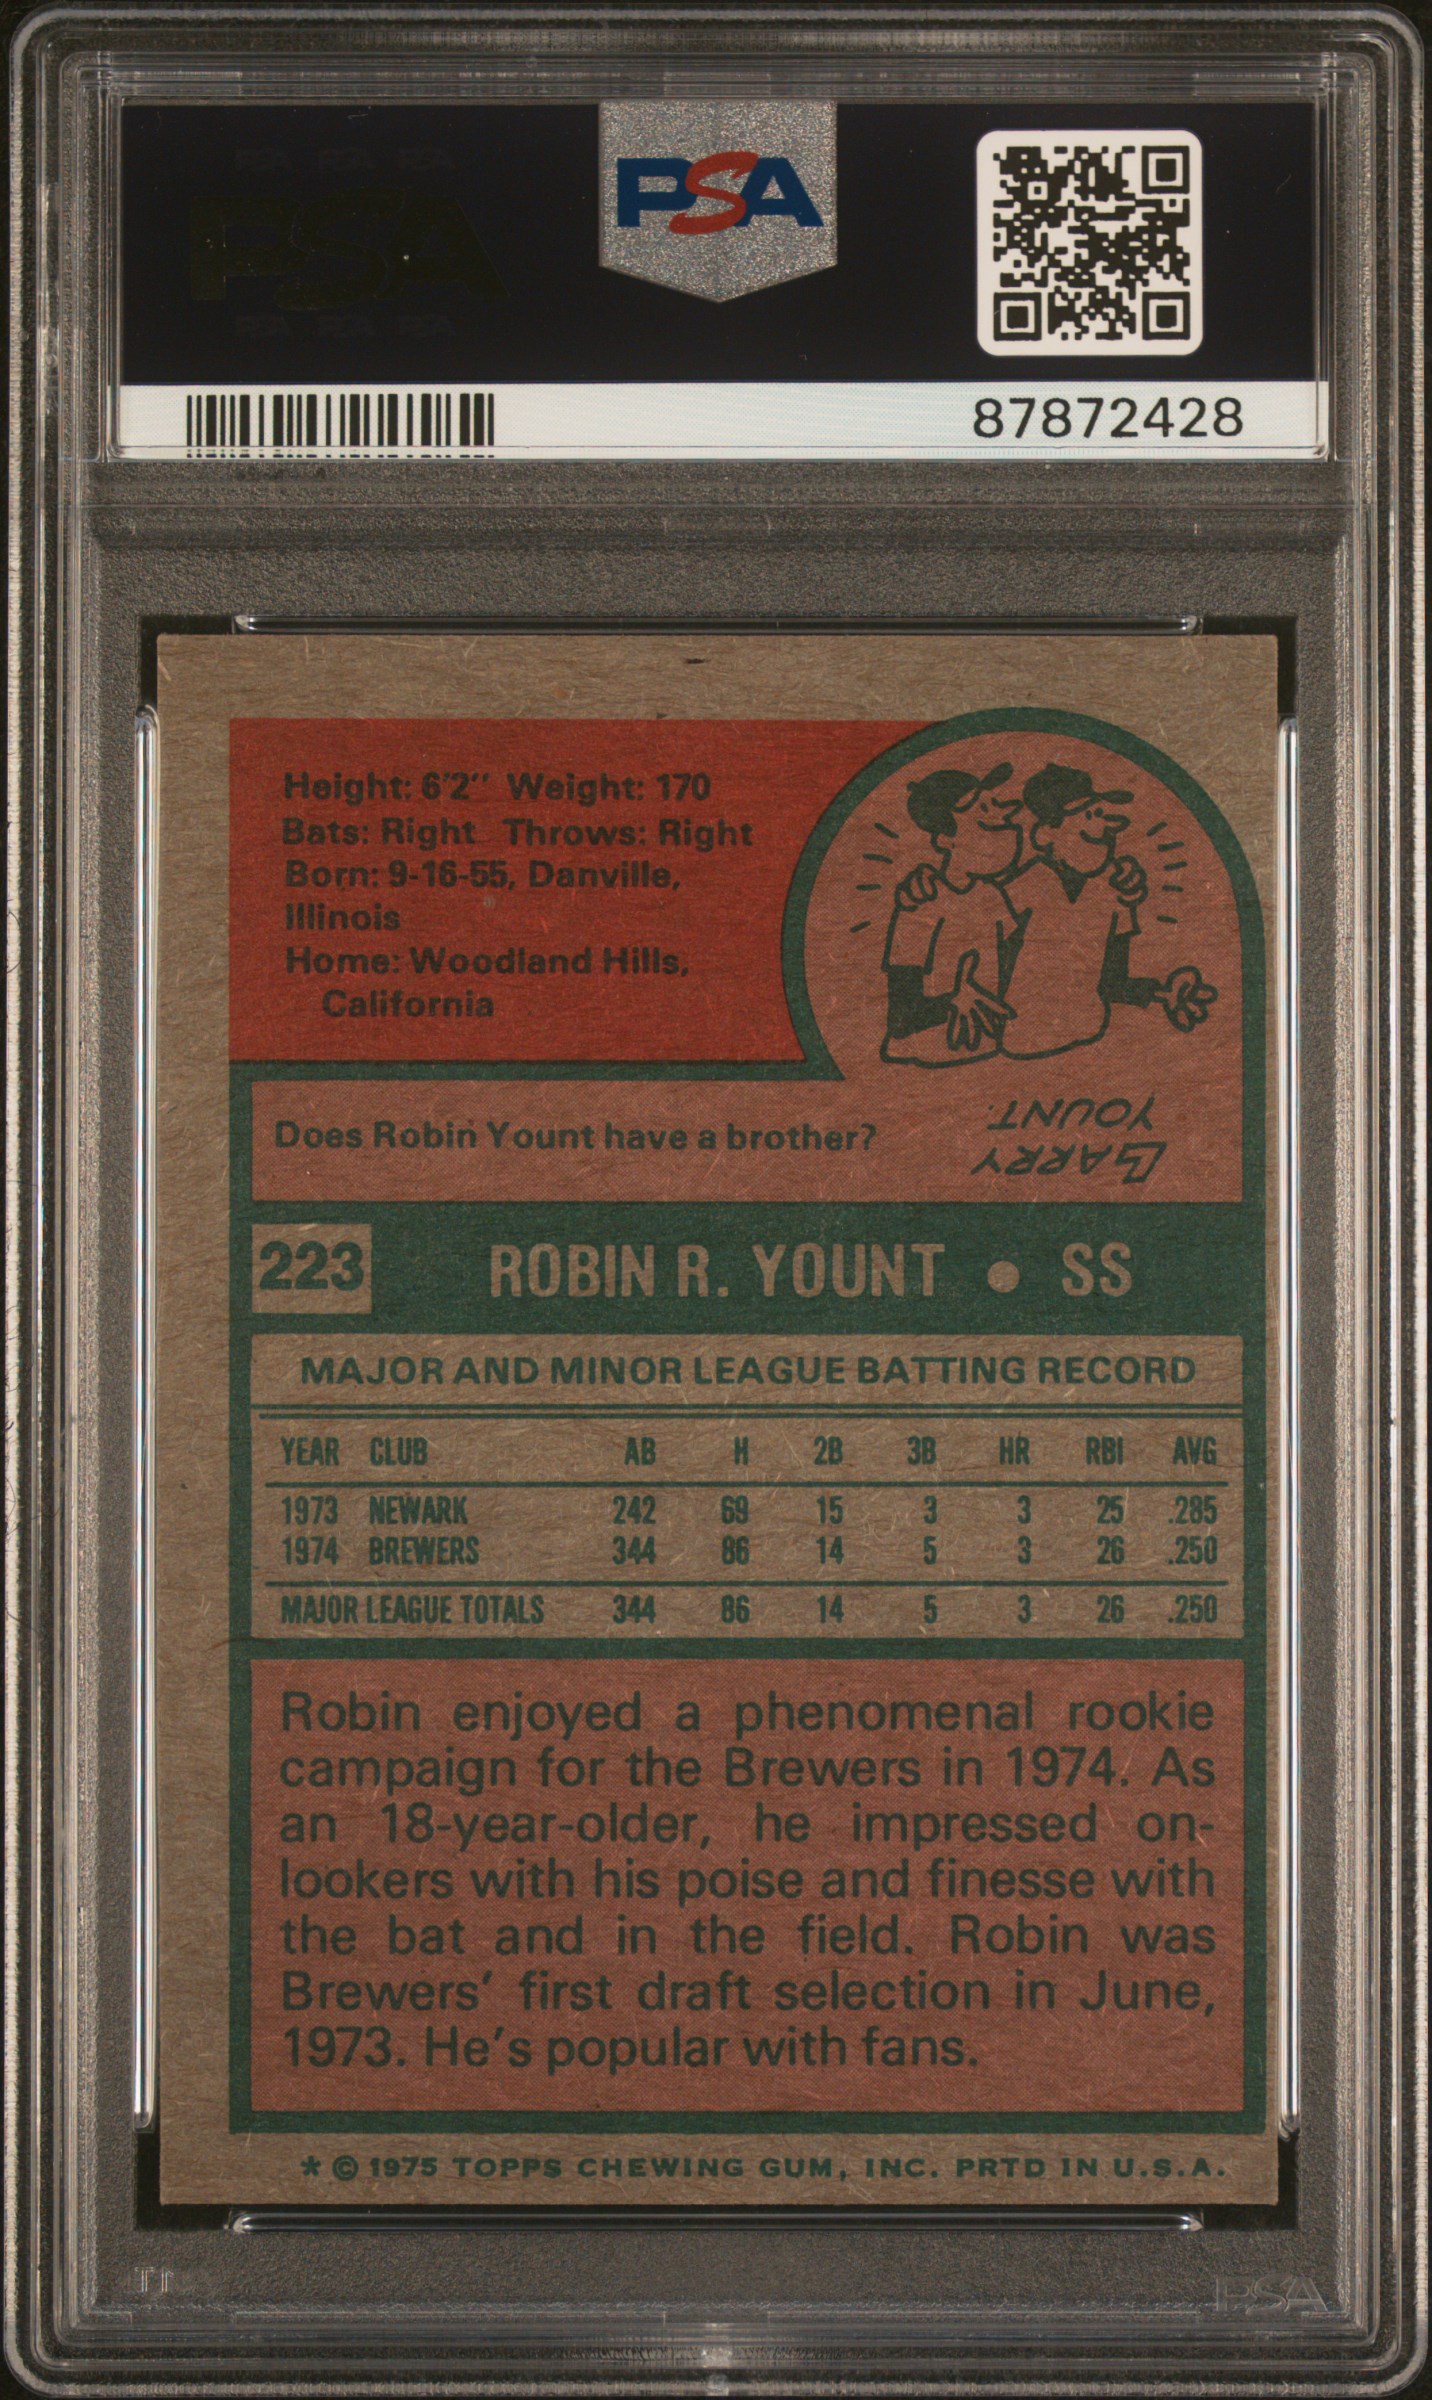 PSA
87872428
Height: 6'2" Weight: 170
Bats: Right Throws: Right
Born: 9-16-55, Danville,
Illinois
Home: Woodland Hills,
California
Does Robin Yount have a brother?
GARRY
YOUNT.
223 ROBIN R. YOUNT ● SS
MAJOR AND MINOR LEAGUE BATTING RECORD
YEAR CLUB AB H 2B 3B HR RBI AVG
1973 NEWARK 242 69 15 3 3 25 .285
1974 BREWERS 344 86 14 5 3 26 .250
MAJOR LEAGUE TOTALS 344 86 14 5 3 26 .250
Robin enjoyed a phenomenal rookie
campaign for the Brewers in 1974. As
an 18-year-older, he impressed on-
lookers with his poise and finesse with
the bat and in the field. Robin was
Brewers' first draft selection in June,
1973. He's popular with fans.
* © 1975 TOPPS CHEWING GUM, INC. PRTD IN U.S.A.
PSA